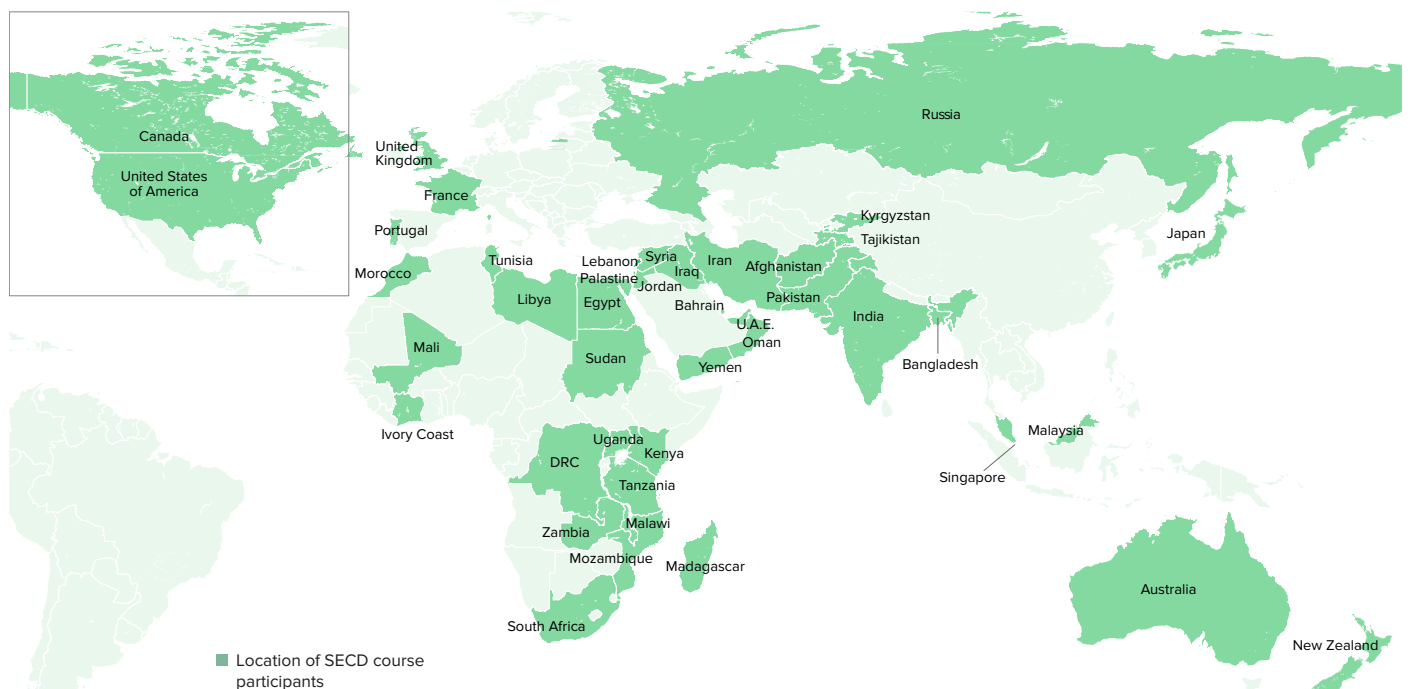 Canada
United States
of America
Russia
United
Kingdom
France
Portugal
Kyrgyzstan
Tajikistan
Japan
Morocco
Tunisia
Lebanon
Syria
Iran
Afghanistan
Palastine
Iraq
Jordan
Libya
Egypt
Bahrain
Pakistan
India
U.A.E.
Oman
Mali
Sudan
Yemen
Bangladesh
Ivory Coast
Malaysia
Uganda
Kenya
DRC
Singapore
Tanzania
Zambia
Malawi
Mozambique
Madagascar
Australia
South Africa
New Zealand
Location of SECD course
participants